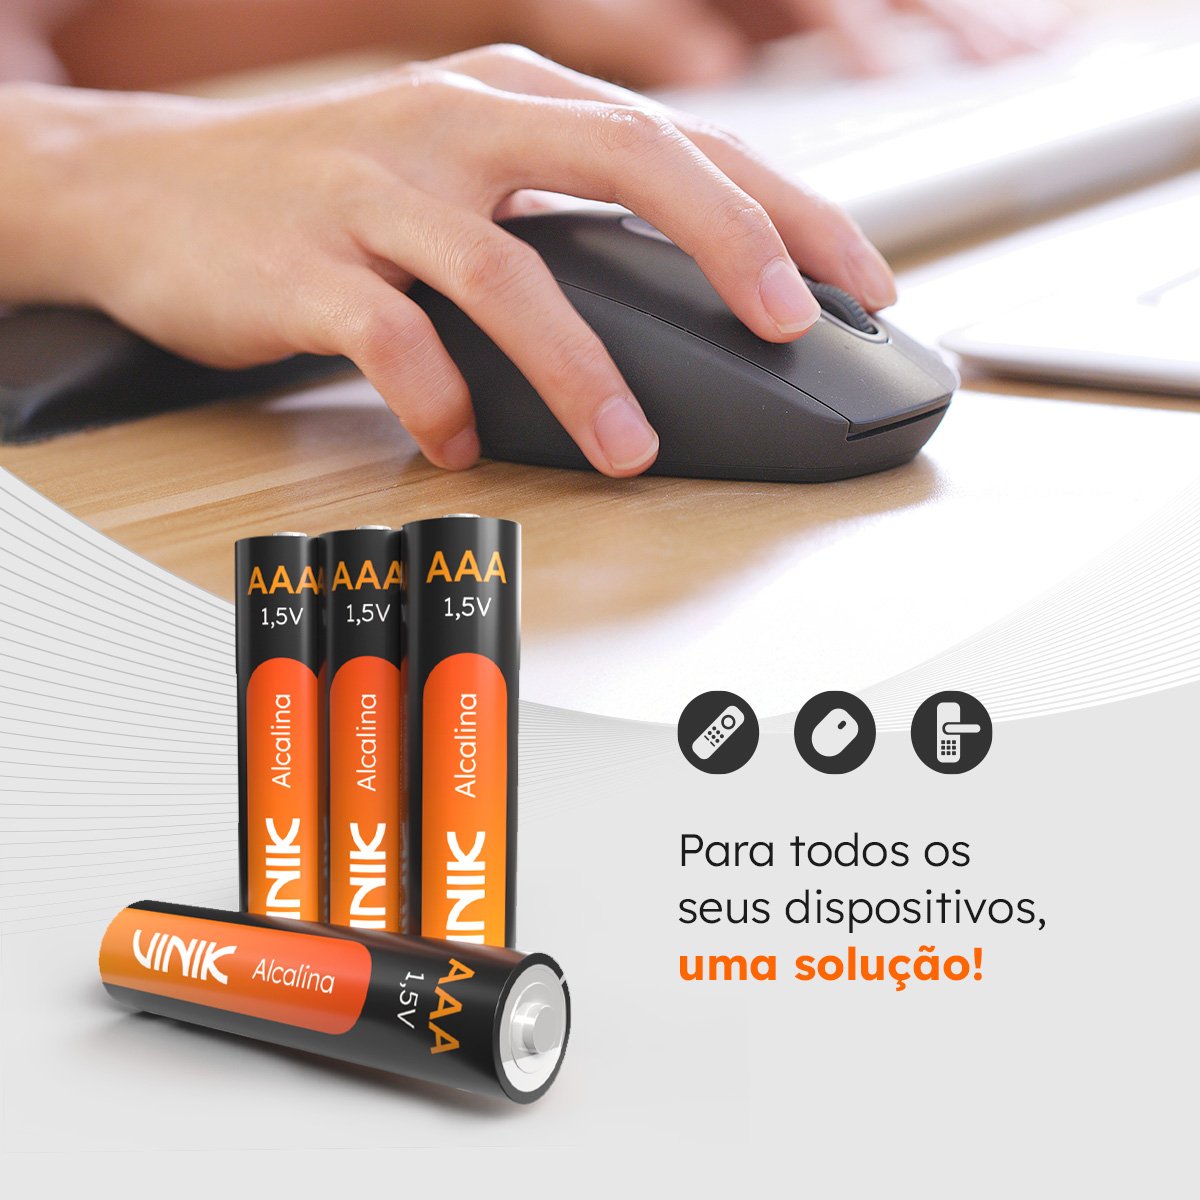 AAA
1,5V
Alcalina
VINIK
AAA
1,5V
Alcalina
VINIK
AAA
1,5V
Alcalina
VINIK
VINIK Alcalina 1,5V AAA
Para todos os
seus dispositivos,
uma solução!